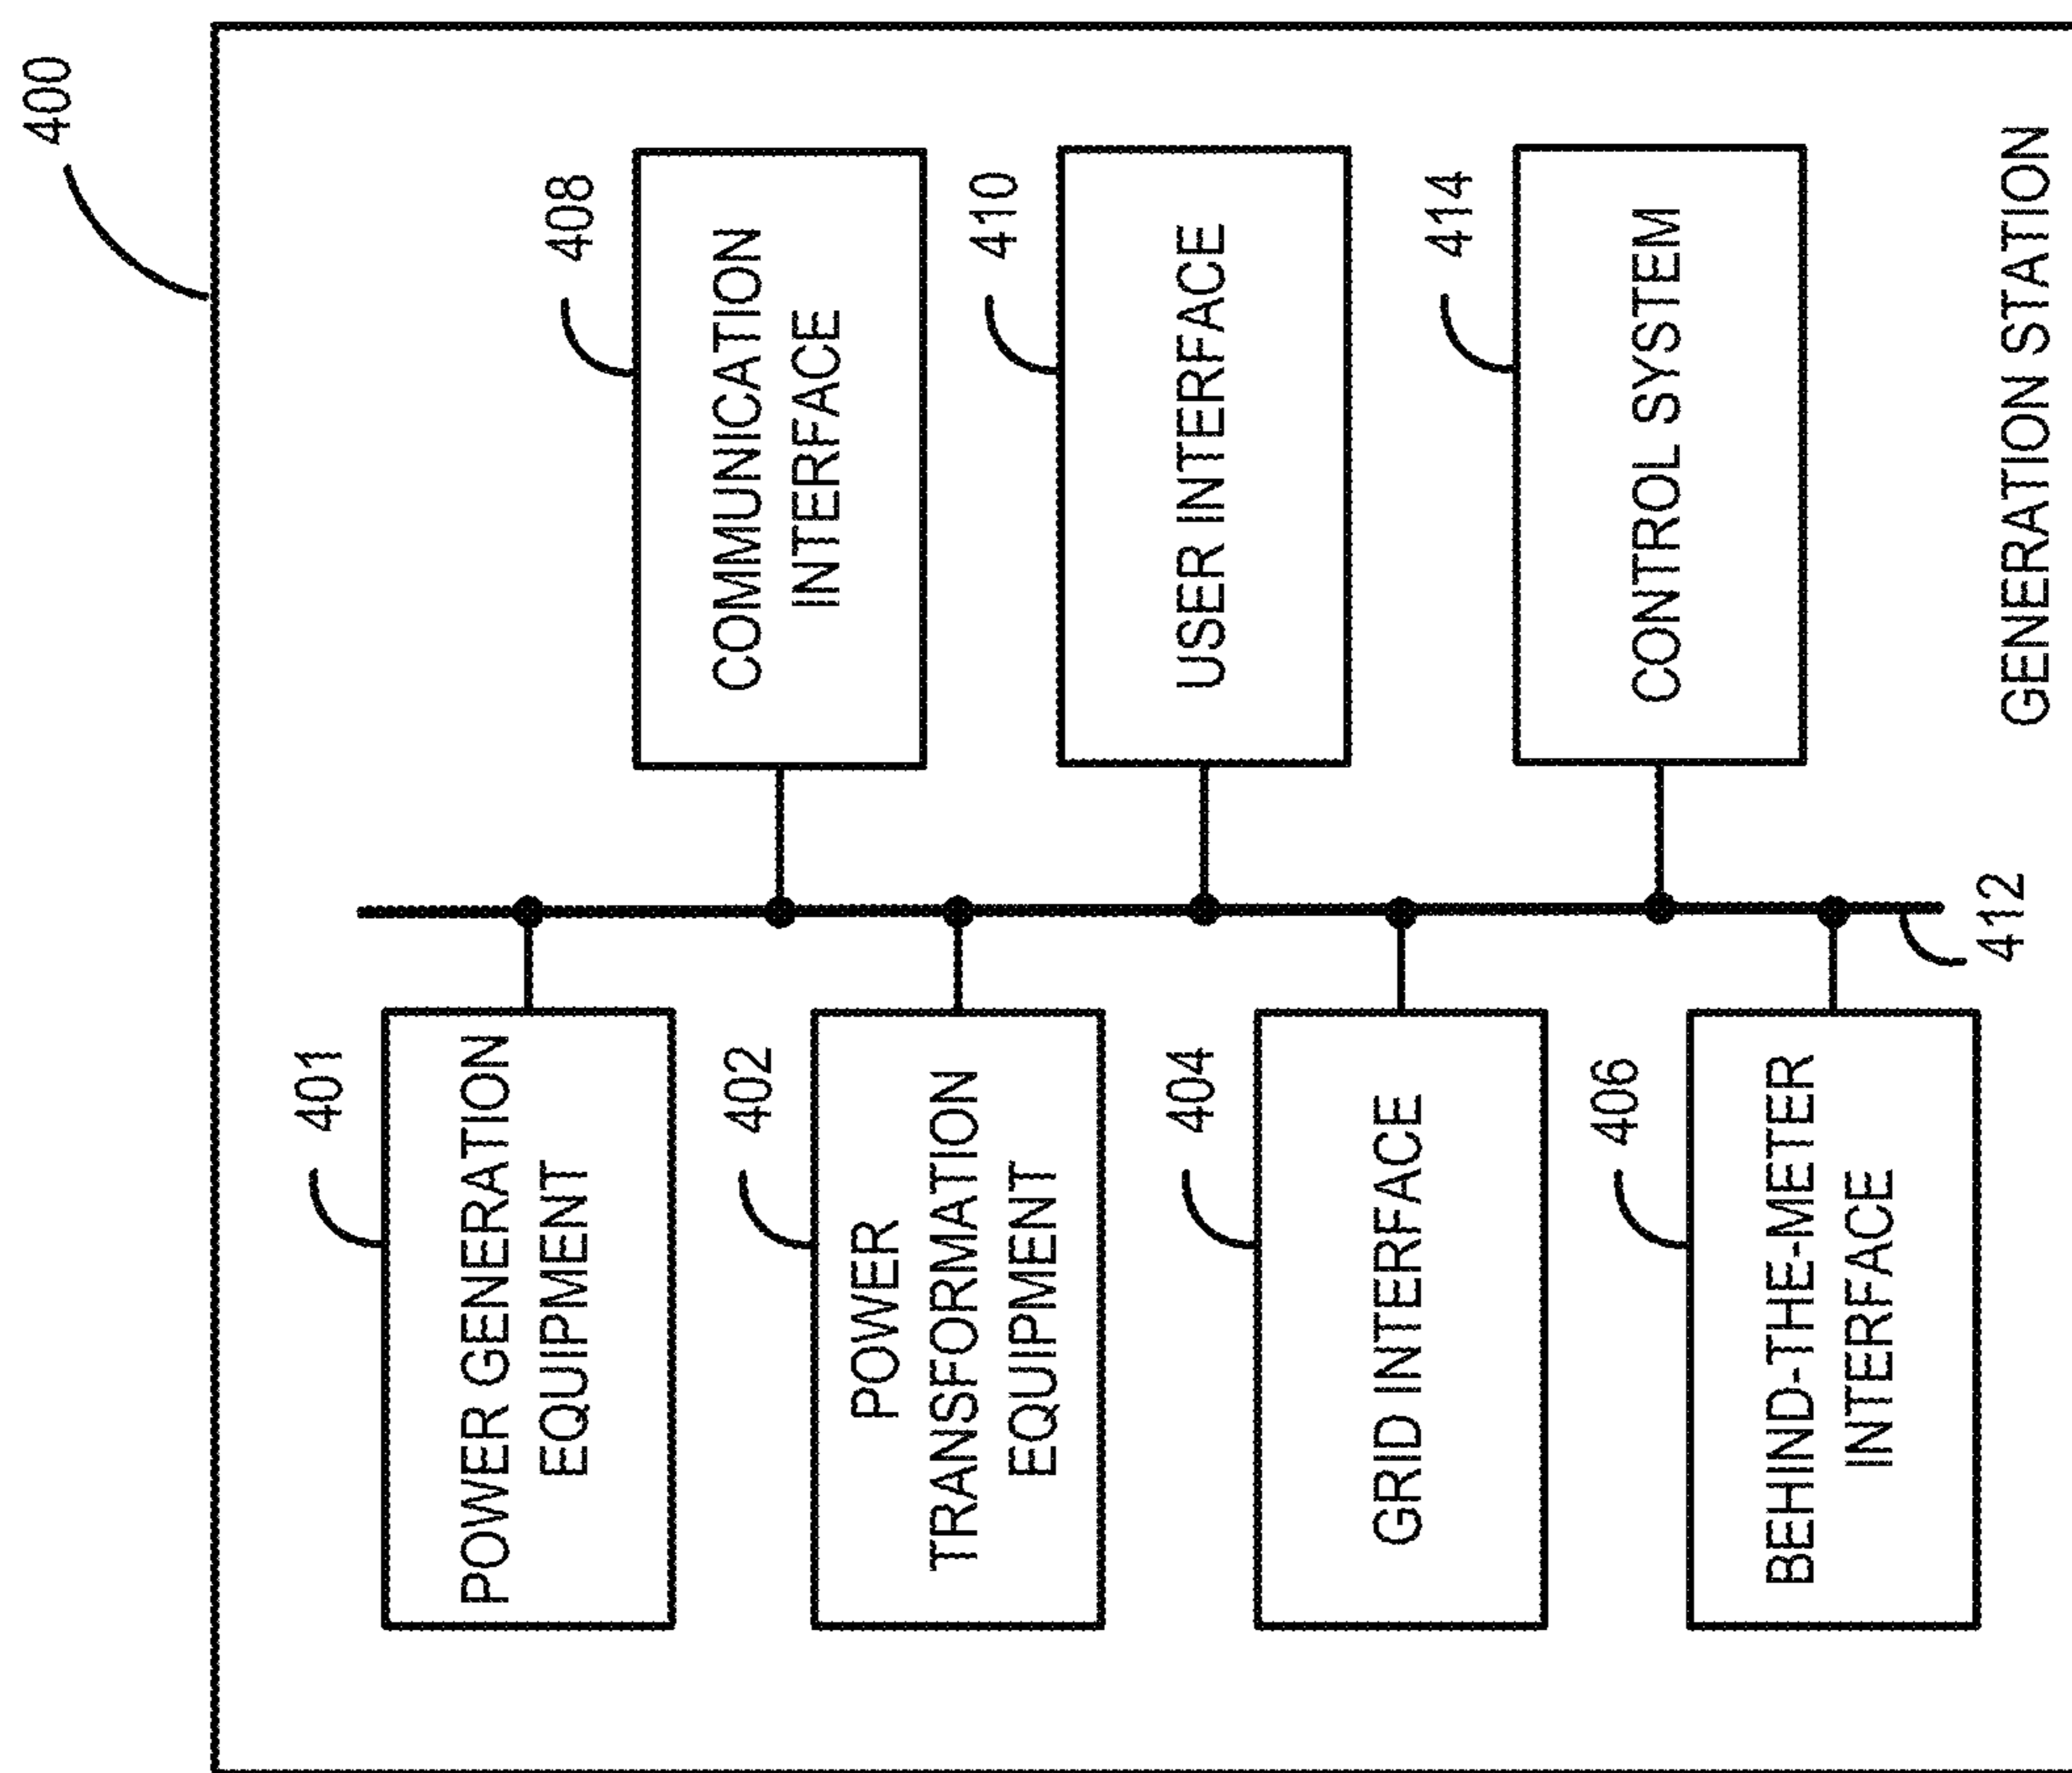 400
401
POWER GENERATION
EQUIPMENT
408
COMMUNICATION
INTERFACE
402
POWER
TRANSFORMATION
EQUIPMENT
410
USER INTERFACE
404
GRID INTERFACE
414
CONTROL SYSTEM
406
BEHIND-THE-METER
INTERFACE
412
GENERATION STATION